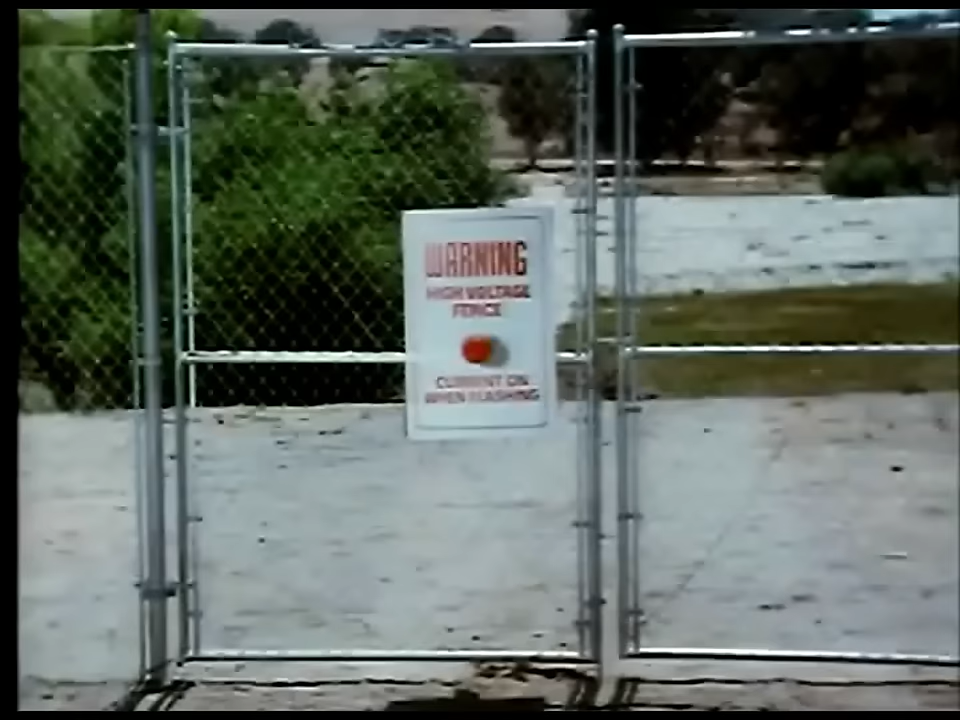 WARNING
HIGH VOLTAGE
FENCE
CURRENT ON
WHEN FLASHING